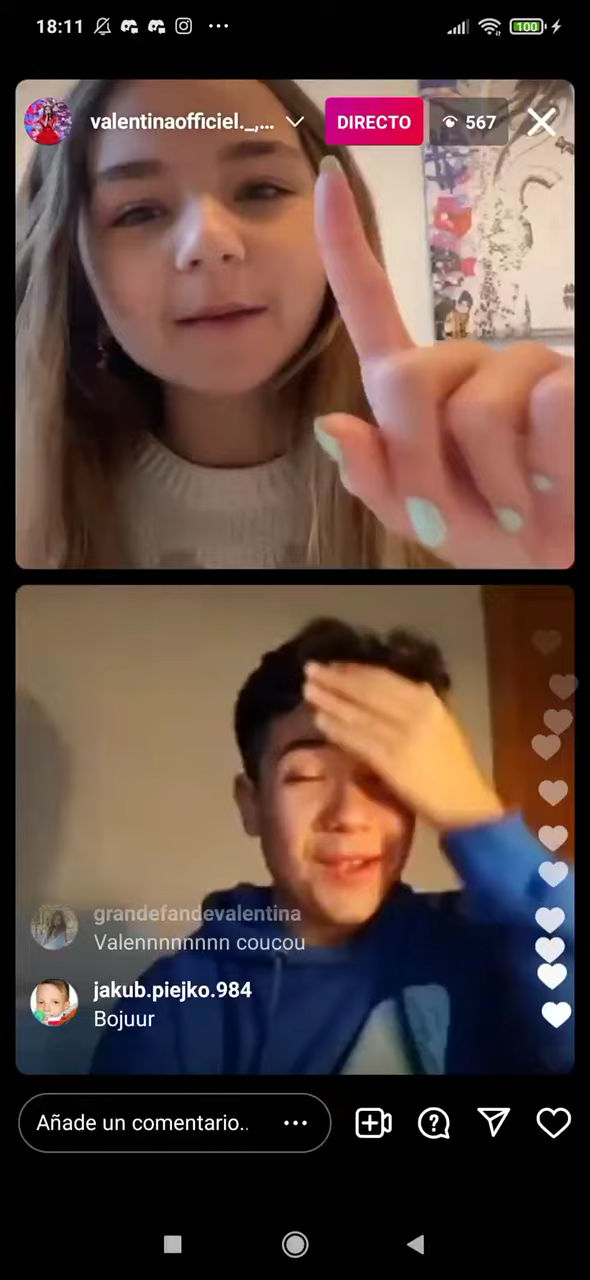 18:11
100
valentinaofficiel._,...
DIRECTO
567
grandefandevalentina
Valennnnnnnn coucou
jakub.piejko.984
Bojuur
Añade un comentario..